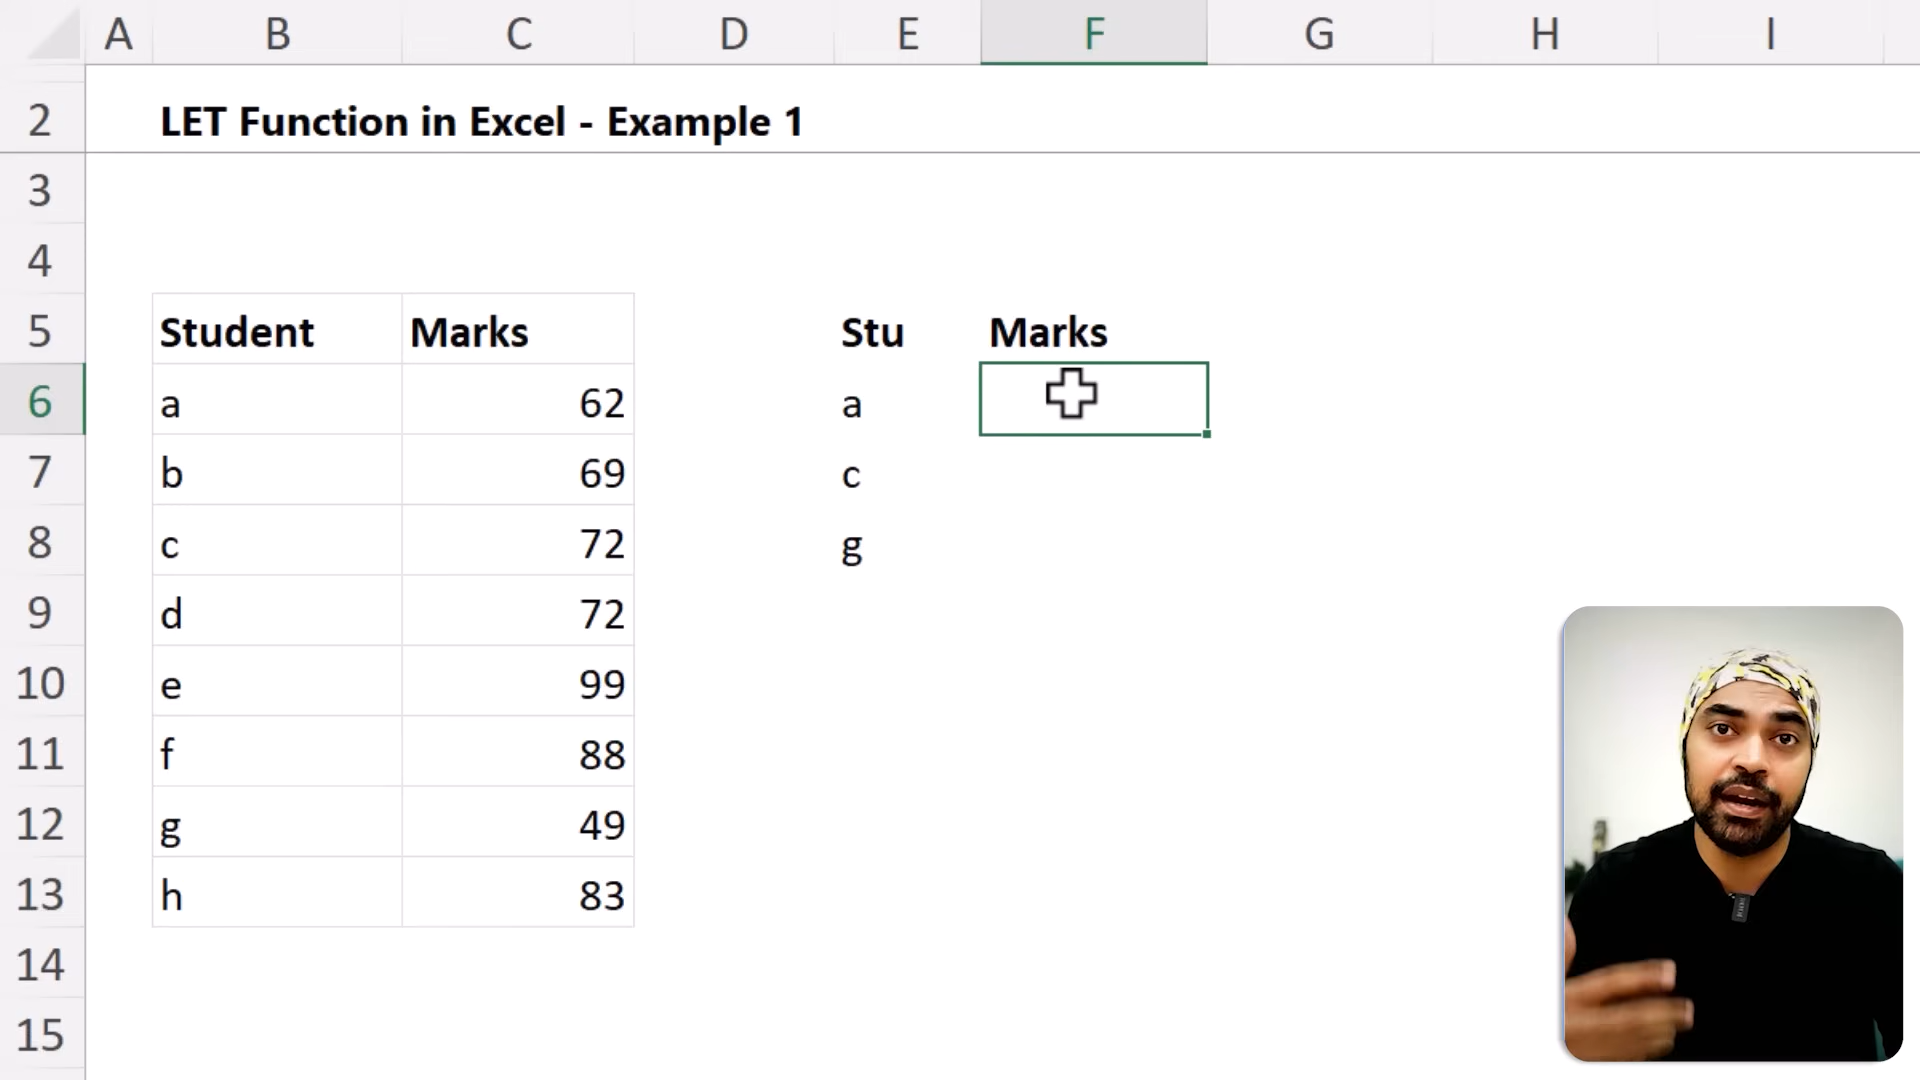 A B C D E F G H I
2 LET Function in Excel - Example 1
3
4
5 Student Marks Stu Marks
6 a 62 a
7 b 69 c
8 c 72 g
9 d 72
10 e 99
11 f 88
12 g 49
13 h 83
14
15